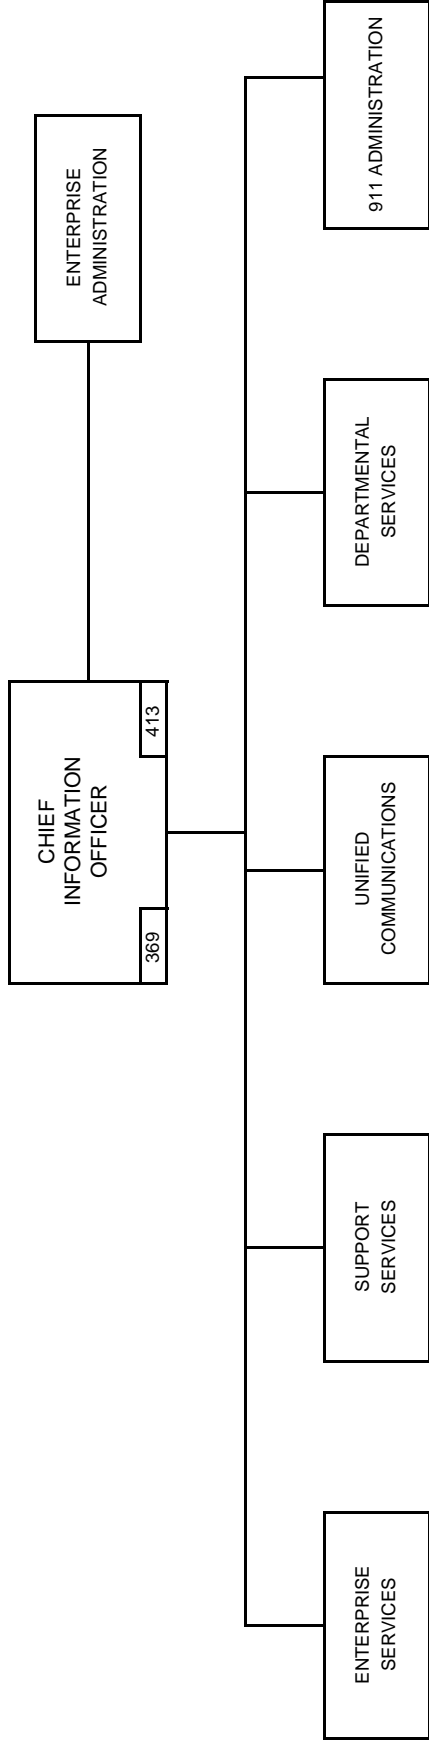 CHIEF
INFORMATION
OFFICER
369
413
ENTERPRISE
ADMINISTRATION
ENTERPRISE
SERVICES
SUPPORT
SERVICES
UNIFIED
COMMUNICATIONS
DEPARTMENTAL
SERVICES
911 ADMINISTRATION